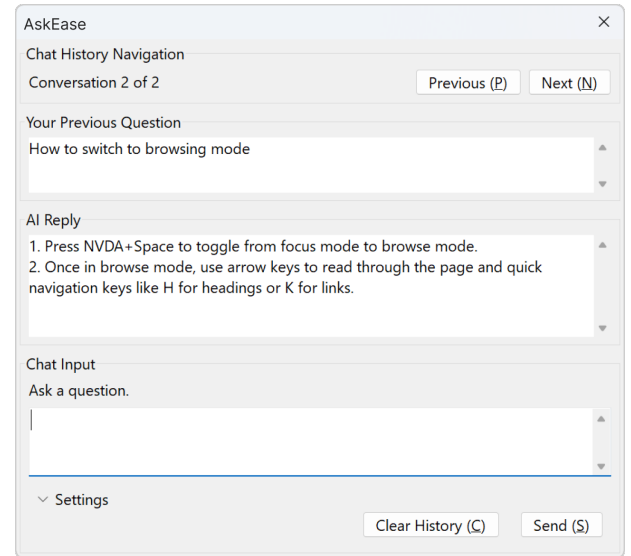 AskEase
Chat History Navigation
Conversation 2 of 2
Previous (P)
Next (N)
Your Previous Question
How to switch to browsing mode
AI Reply
1. Press NVDA+Space to toggle from focus mode to browse mode.
2. Once in browse mode, use arrow keys to read through the page and quick
navigation keys like H for headings or K for links.
Chat Input
Ask a question.
Settings
Clear History (C)
Send (S)